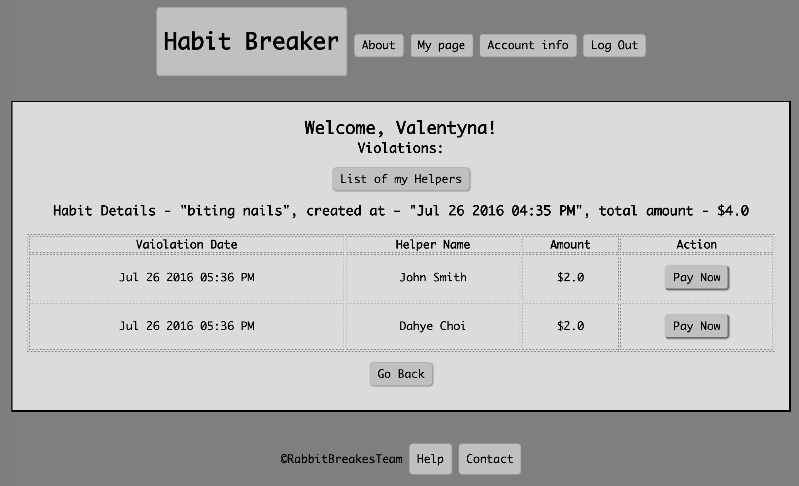 Habit Breaker About My page Account info Log Out
Welcome, Valentyna!
Violations:
List of my Helpers
Habit Details - "biting nails", created at - "Jul 26 2016 04:35 PM", total amount - $4.0
Vaiolation Date Helper Name Amount Action
Jul 26 2016 05:36 PM John Smith $2.0 Pay Now
Jul 26 2016 05:36 PM Dahye Choi $2.0 Pay Now
Go Back
©RabbitBreakesTeam Help Contact